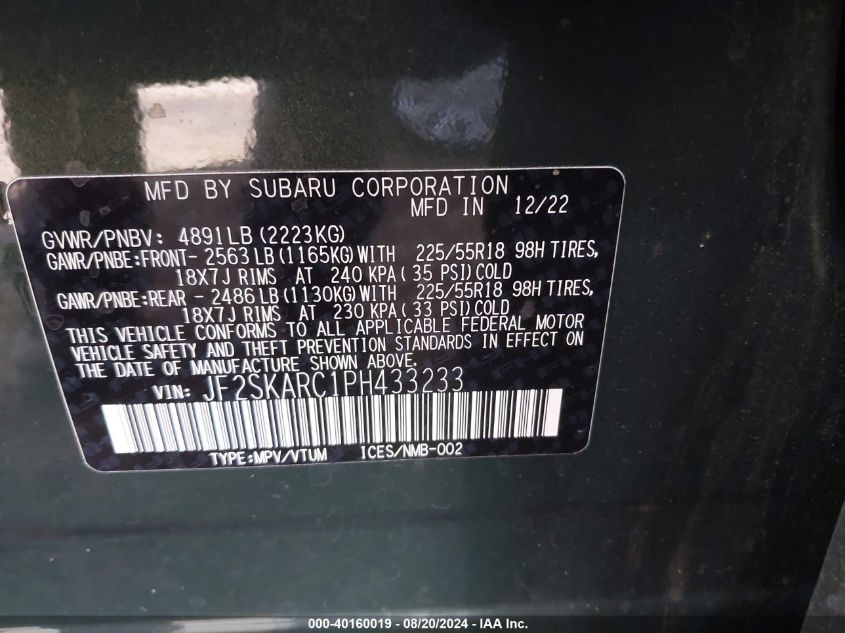 MFD BY SUBARU CORPORATION
MFD IN 12/22
GVWR/PNBV: 4891LB (2223KG)
GAWR/PNBE:FRONT- 2563LB (1165KG) WITH 225/55R18 98H TIRES,
18X7J RIMS AT 240 KPA( 35 PSI) COLD
GAWR/PNBE:REAR - 2486LB (1130KG) WITH 225/55R18 98H TIRES,
18X7J RIMS AT 230 KPA( 33 PSI) COLD
THIS VEHICLE CONFORMS TO ALL APPLICABLE FEDERAL MOTOR
VEHICLE SAFETY AND THEFT PREVENTION STANDARDS IN EFFECT ON
THE DATE OF MANUFACTURE SHOWN ABOVE.
VIN: JF2SKARC1PH433233
TYPE:MPV/VTUM ICES/NMB-002
000-40160019 - 08/20/2024 - IAA Inc.